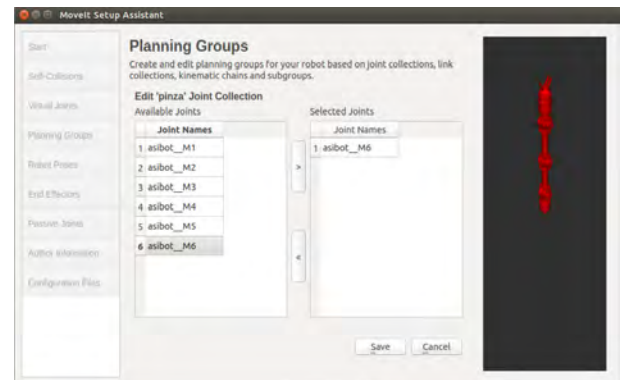 MoveIt Setup Assistant
Start
Self-Collisions
Virtual Joints
Planning Groups
Robot Poses
End Effectors
Passive Joints
Author Information
Configuration Files
Planning Groups
Create and edit planning groups for your robot based on joint collections, link
collections, kinematic chains and subgroups.
Edit 'pinza' Joint Collection
Available Joints
Joint Names
1 asibot__M1
2 asibot__M2
3 asibot__M3
4 asibot__M4
5 asibot__M5
6 asibot__M6
>
<
Selected Joints
Joint Names
1 asibot__M6
Save
Cancel